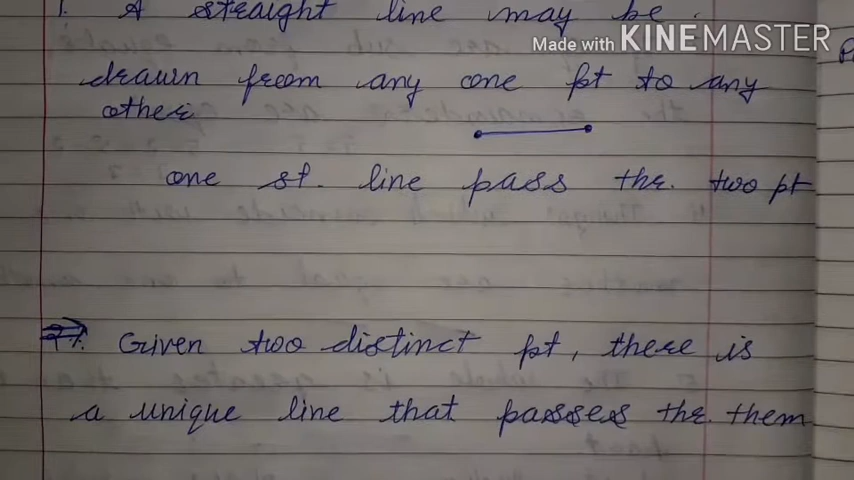 1. A straight line may be
Made with KINEMASTER
drawn from any one pt to any
other
one st. line pass thr. two pt
Given two distinct pt, there is
a unique line that passes thr. them